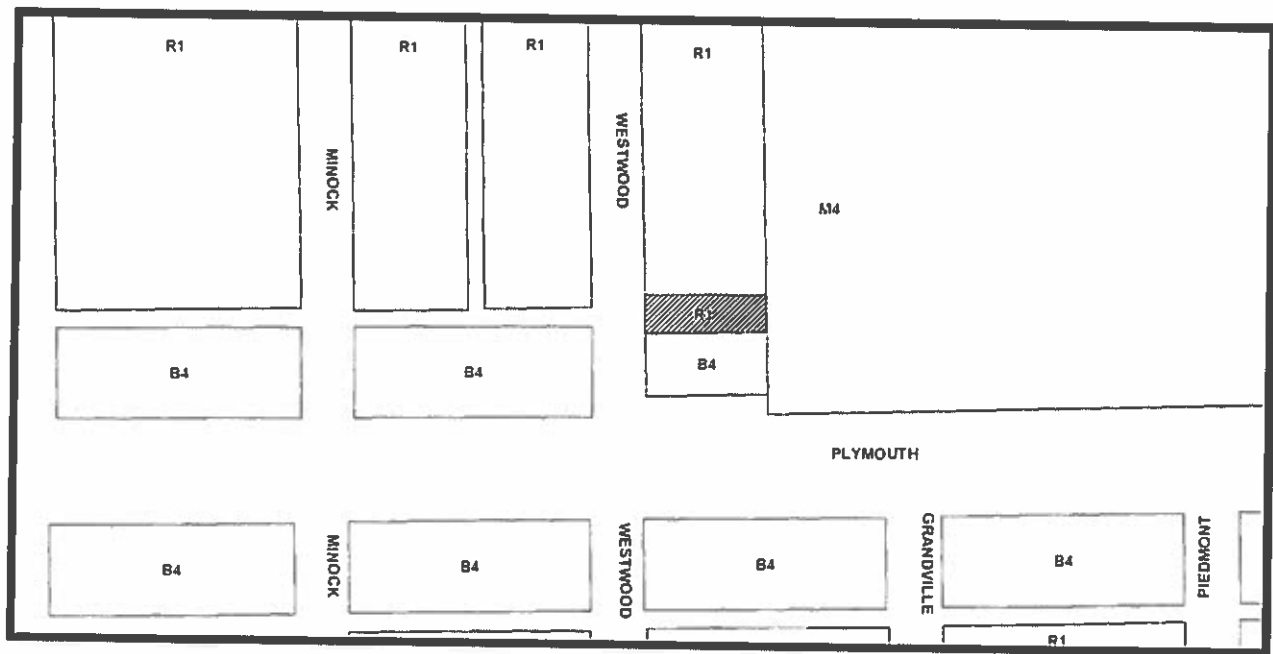 R1
R1
R1
R1
MINOCK
WESTWOOD
M4
B4
B4
B4
PLYMOUTH
B4
MINOCK
B4
WESTWOOD
B4
GRANDVILLE
B4
PIEDMONT
R1